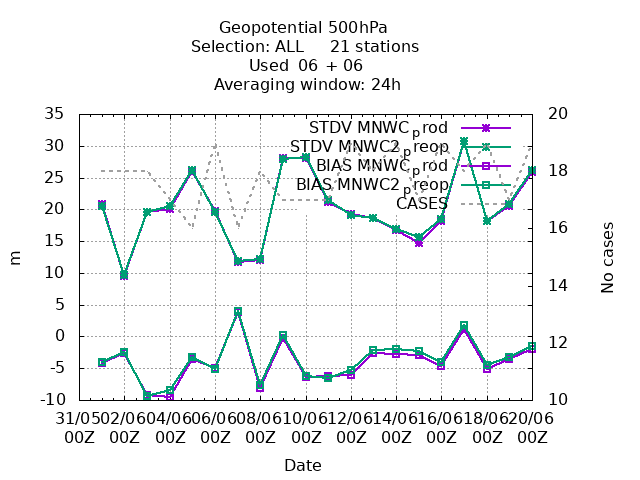 Geopotential 500hPa
Selection: ALL 21 stations
Used 06 + 06
Averaging window: 24h
35
30
25
20
15
10
5
0
-5
-10
20
18
16
14
12
10
STDV MNWC_prod
STDV MNWC2_preop
BIAS MNWC_prod
BIAS MNWC2_preop
CASES
m
No cases
31/05 02/06 04/06 06/06 08/06 10/06 12/06 14/06 16/06 18/06 20/06
00Z 00Z 00Z 00Z 00Z 00Z 00Z 00Z 00Z 00Z 00Z
Date